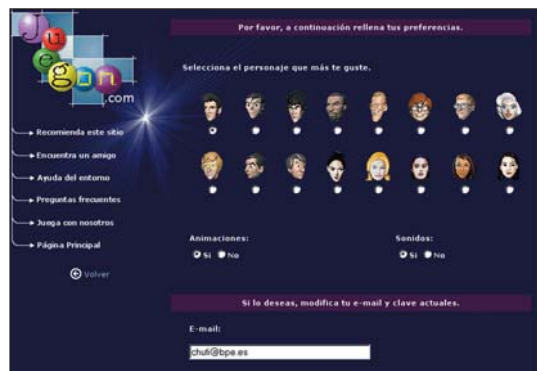 Juegon
.com
Recomienda este sitio
Encuentra un amigo
Ayuda del entorno
Preguntas frecuentes
Juega con nosotros
Página Principal
Volver
Por favor, a continuación rellena tus preferencias.
Selecciona el personaje que más te guste.
Animaciones:
Si No
Sonidos:
Si No
Si lo deseas, modifica tu e-mail y clave actuales.
E-mail:
chufi@bpe.es